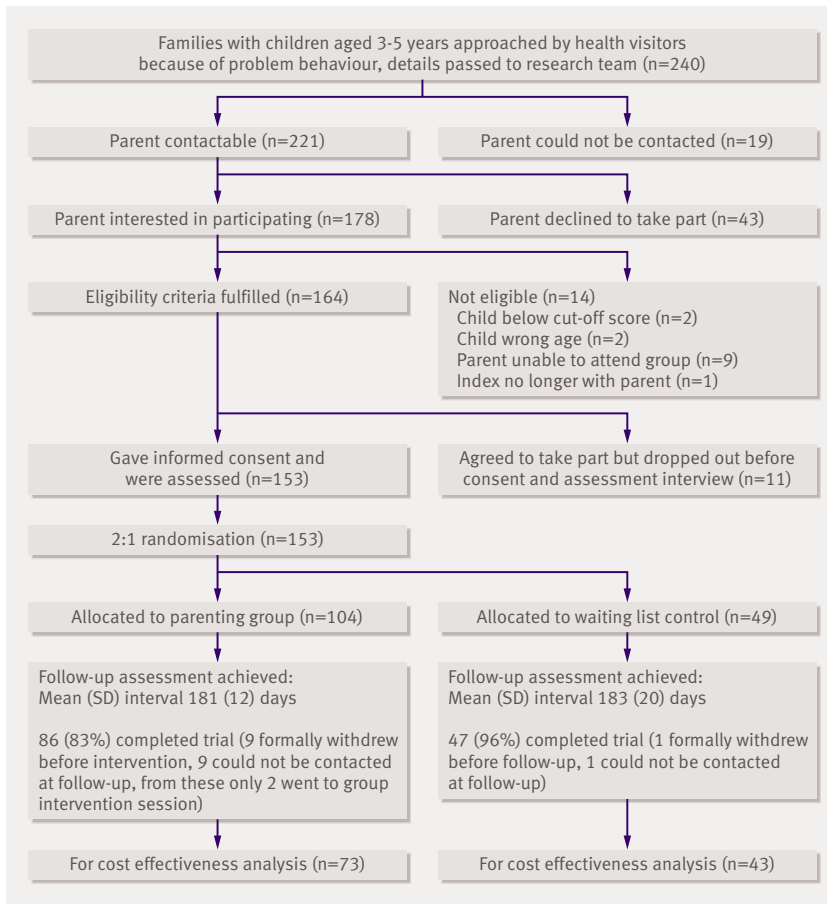 Families with children aged 3-5 years approached by health visitors
because of problem behaviour, details passed to research team (n=240)
Parent contactable (n=221)
Parent could not be contacted (n=19)
Parent interested in participating (n=178)
Parent declined to take part (n=43)
Eligibility criteria fulfilled (n=164)
Not eligible (n=14)
Child below cut-off score (n=2)
Child wrong age (n=2)
Parent unable to attend group (n=9)
Index no longer with parent (n=1)
Gave informed consent and
were assessed (n=153)
Agreed to take part but dropped out before
consent and assessment interview (n=11)
2:1 randomisation (n=153)
Allocated to parenting group (n=104)
Allocated to waiting list control (n=49)
Follow-up assessment achieved:
Mean (SD) interval 181 (12) days
86 (83%) completed trial (9 formally withdrew
before intervention, 9 could not be contacted
at follow-up, from these only 2 went to group
intervention session)
Follow-up assessment achieved:
Mean (SD) interval 183 (20) days
47 (96%) completed trial (1 formally withdrew
before follow-up, 1 could not be contacted
at follow-up)
For cost effectiveness analysis (n=73)
For cost effectiveness analysis (n=43)